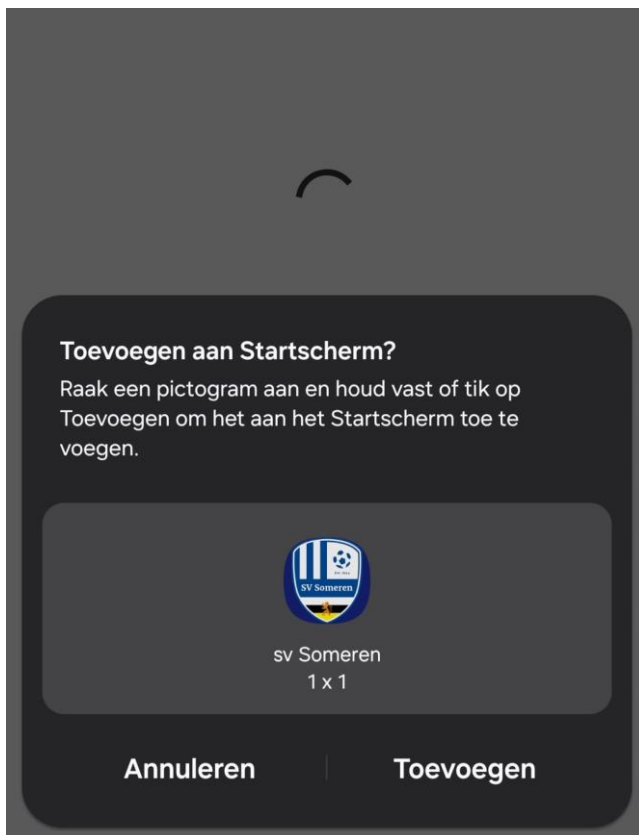 Toevoegen aan Startscherm?
Raak een pictogram aan en houd vast of tik op
Toevoegen om het aan het Startscherm toe te
voegen.
SV Someren
sv Someren
1 x 1
Annuleren
Toevoegen